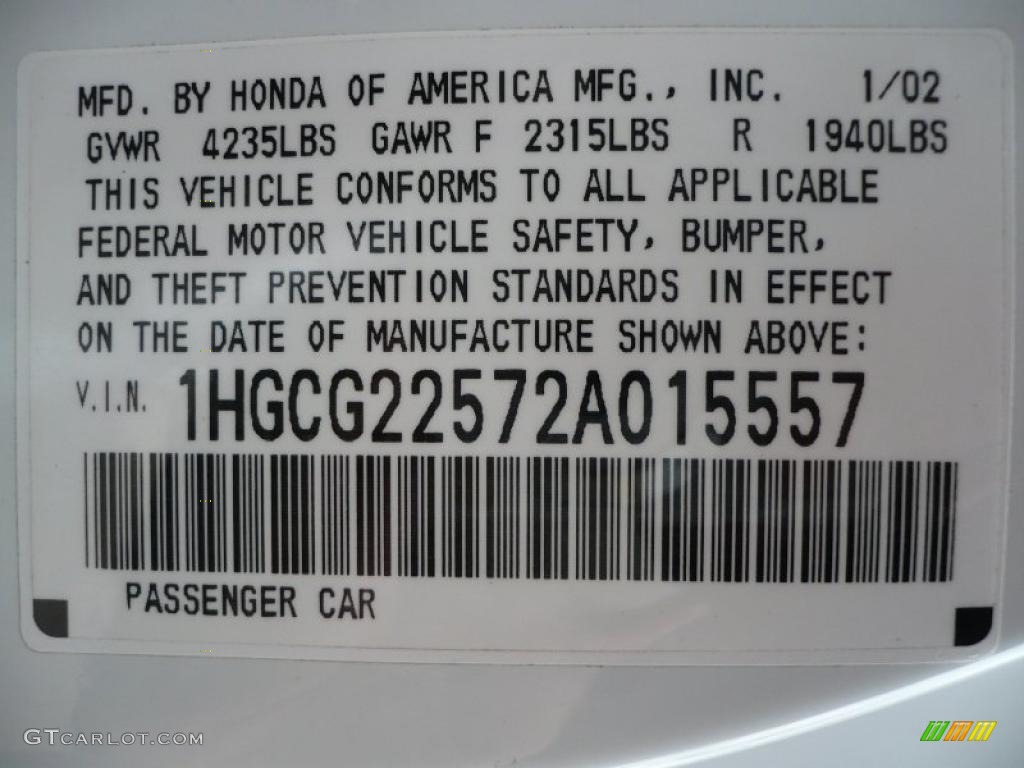 MFD. BY HONDA OF AMERICA MFG., INC. 1/02
GVWR 4235LBS GAWR F 2315LBS R 1940LBS
THIS VEHICLE CONFORMS TO ALL APPLICABLE
FEDERAL MOTOR VEHICLE SAFETY, BUMPER,
AND THEFT PREVENTION STANDARDS IN EFFECT
ON THE DATE OF MANUFACTURE SHOWN ABOVE:
V.I.N. 1HGCG22572A015557
PASSENGER CAR
GTCARLOT.COM